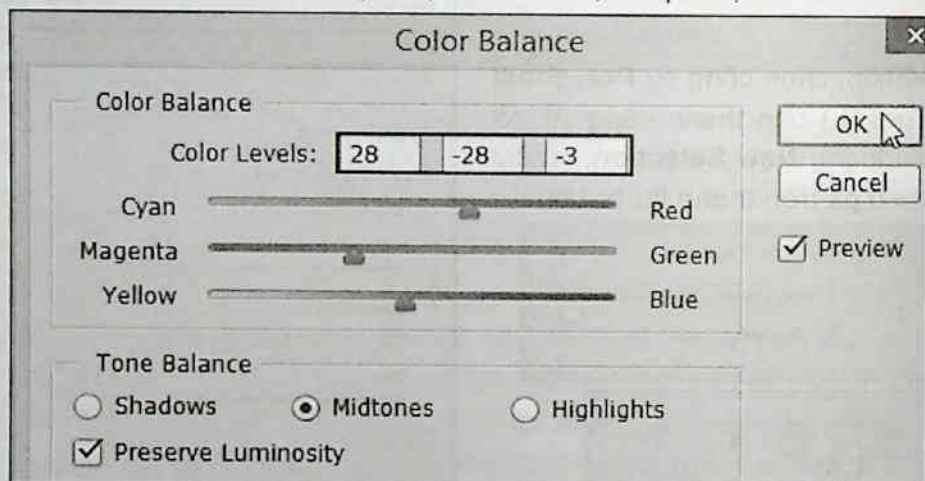 Color Balance
Color Balance
Color Levels: 28 -28 -3
OK
Cancel
Cyan Red
Magenta Green
Preview
Yellow Blue
Tone Balance
Shadows Midtones Highlights
Preserve Luminosity